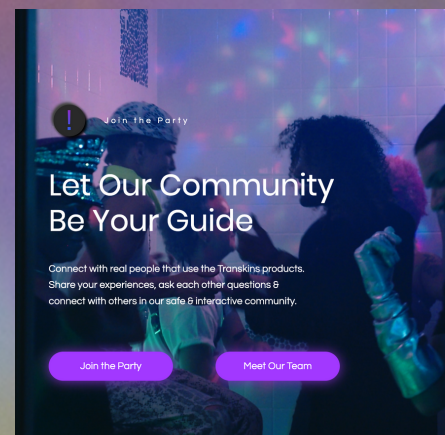 !
Join the Party
Let Our Community
Be Your Guide
Connect with real people that use the Transkins products.
Share your experiences, ask each other questions &
connect with others in our safe & interactive community.
Join the Party
Meet Our Team